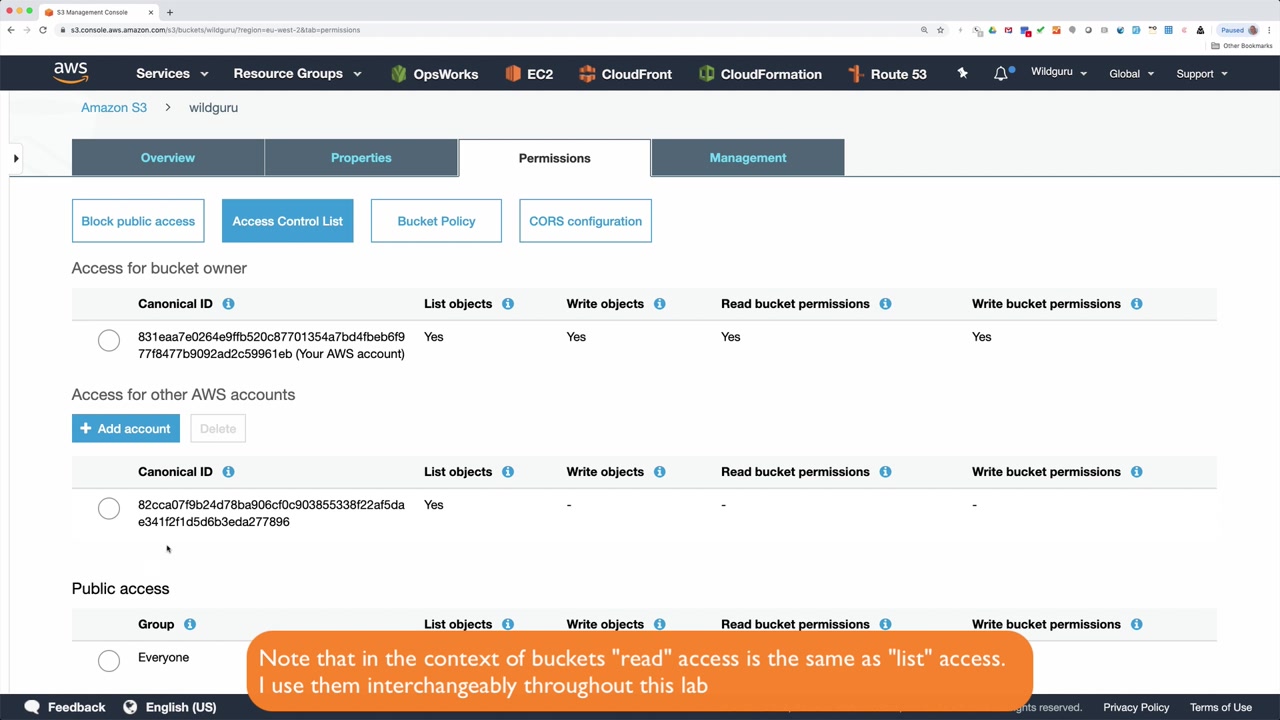 S3 Management Console
s3.console.aws.amazon.com/s3/buckets/wildguru/?region=eu-west-2&tab=permissions
Paused
Other Bookmarks
aws
Services Resource Groups OpsWorks EC2 CloudFront CloudFormation Route 53 Wildguru Global Support
Amazon S3 > wildguru
Overview Properties Permissions Management
Block public access Access Control List Bucket Policy CORS configuration
Access for bucket owner
Canonical ID List objects Write objects Read bucket permissions Write bucket permissions
831eaa7e0264e9ffb520c87701354a7bd4fbeb6f9 Yes Yes Yes Yes
77f8477b9092ad2c59961eb (Your AWS account)
Access for other AWS accounts
+ Add account Delete
Canonical ID List objects Write objects Read bucket permissions Write bucket permissions
82cca07f9b24d78ba906cf0c903855338f22af5da Yes - - -
e341f2f1d5d6b3eda277896
Public access
Group List objects Write objects Read bucket permissions Write bucket permissions
Everyone
Note that in the context of buckets "read" access is the same as "list" access.
I use them interchangeably throughout this lab
Feedback English (US) rights reserved. Privacy Policy Terms of Use